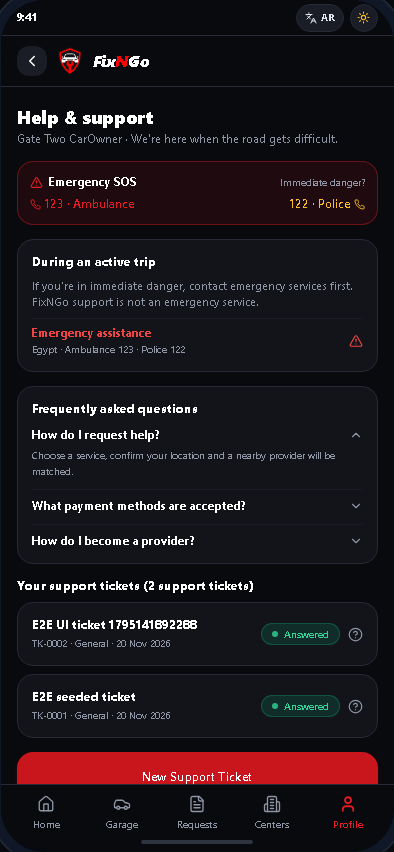 9:41
AR
FixNGo
Help & support
Gate Two CarOwner · We're here when the road gets difficult.
Emergency SOS
Immediate danger?
123 · Ambulance
122 · Police
During an active trip
If you're in immediate danger, contact emergency services first.
FixNGo support is not an emergency service.
Emergency assistance
Egypt · Ambulance 123 · Police 122
Frequently asked questions
How do I request help?
Choose a service, confirm your location and a nearby provider will be
matched.
What payment methods are accepted?
How do I become a provider?
Your support tickets (2 support tickets)
E2E UI ticket 1795141892288
TK-0002 · General · 20 Nov 2026
Answered
E2E seeded ticket
TK-0001 · General · 20 Nov 2026
Answered
New Support Ticket
Home
Garage
Requests
Centers
Profile